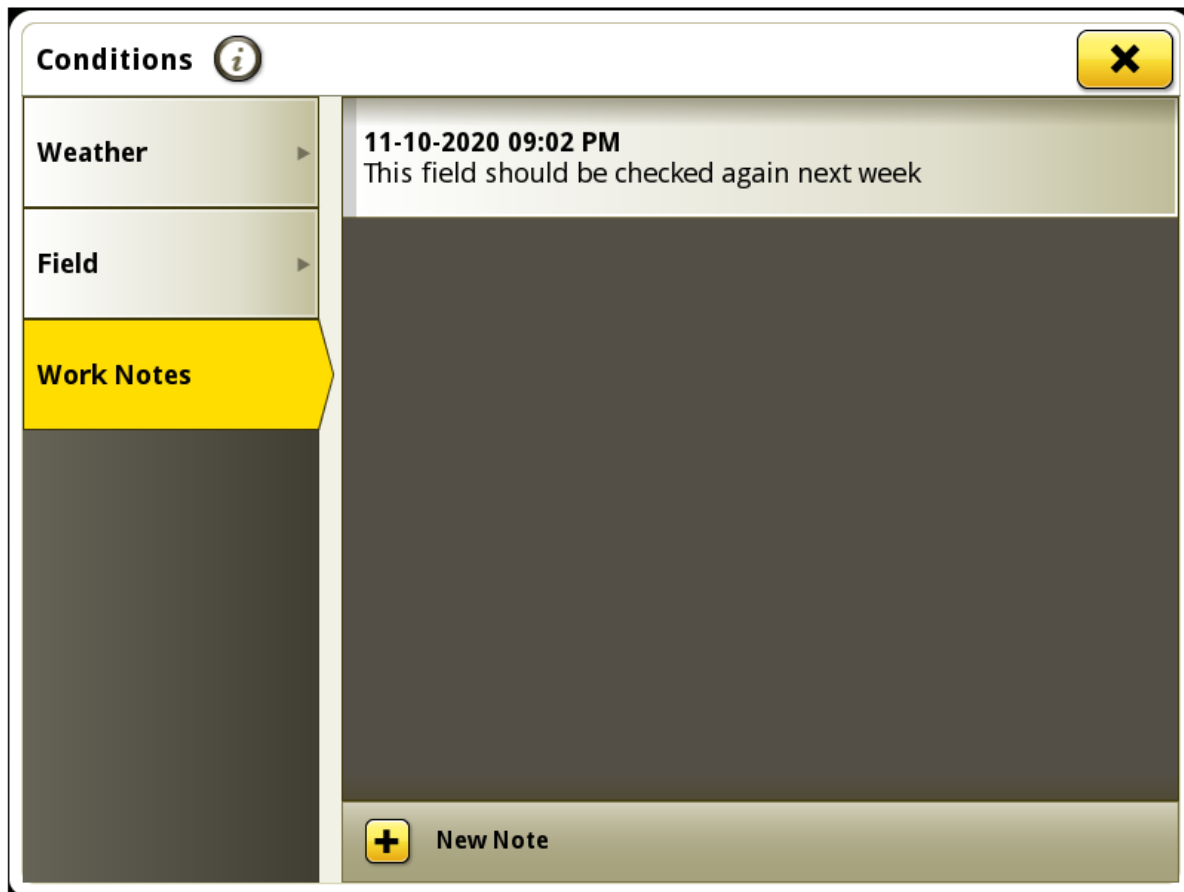 Conditions i
Weather
Field
Work Notes
11-10-2020 09:02 PM
This field should be checked again next week
New Note